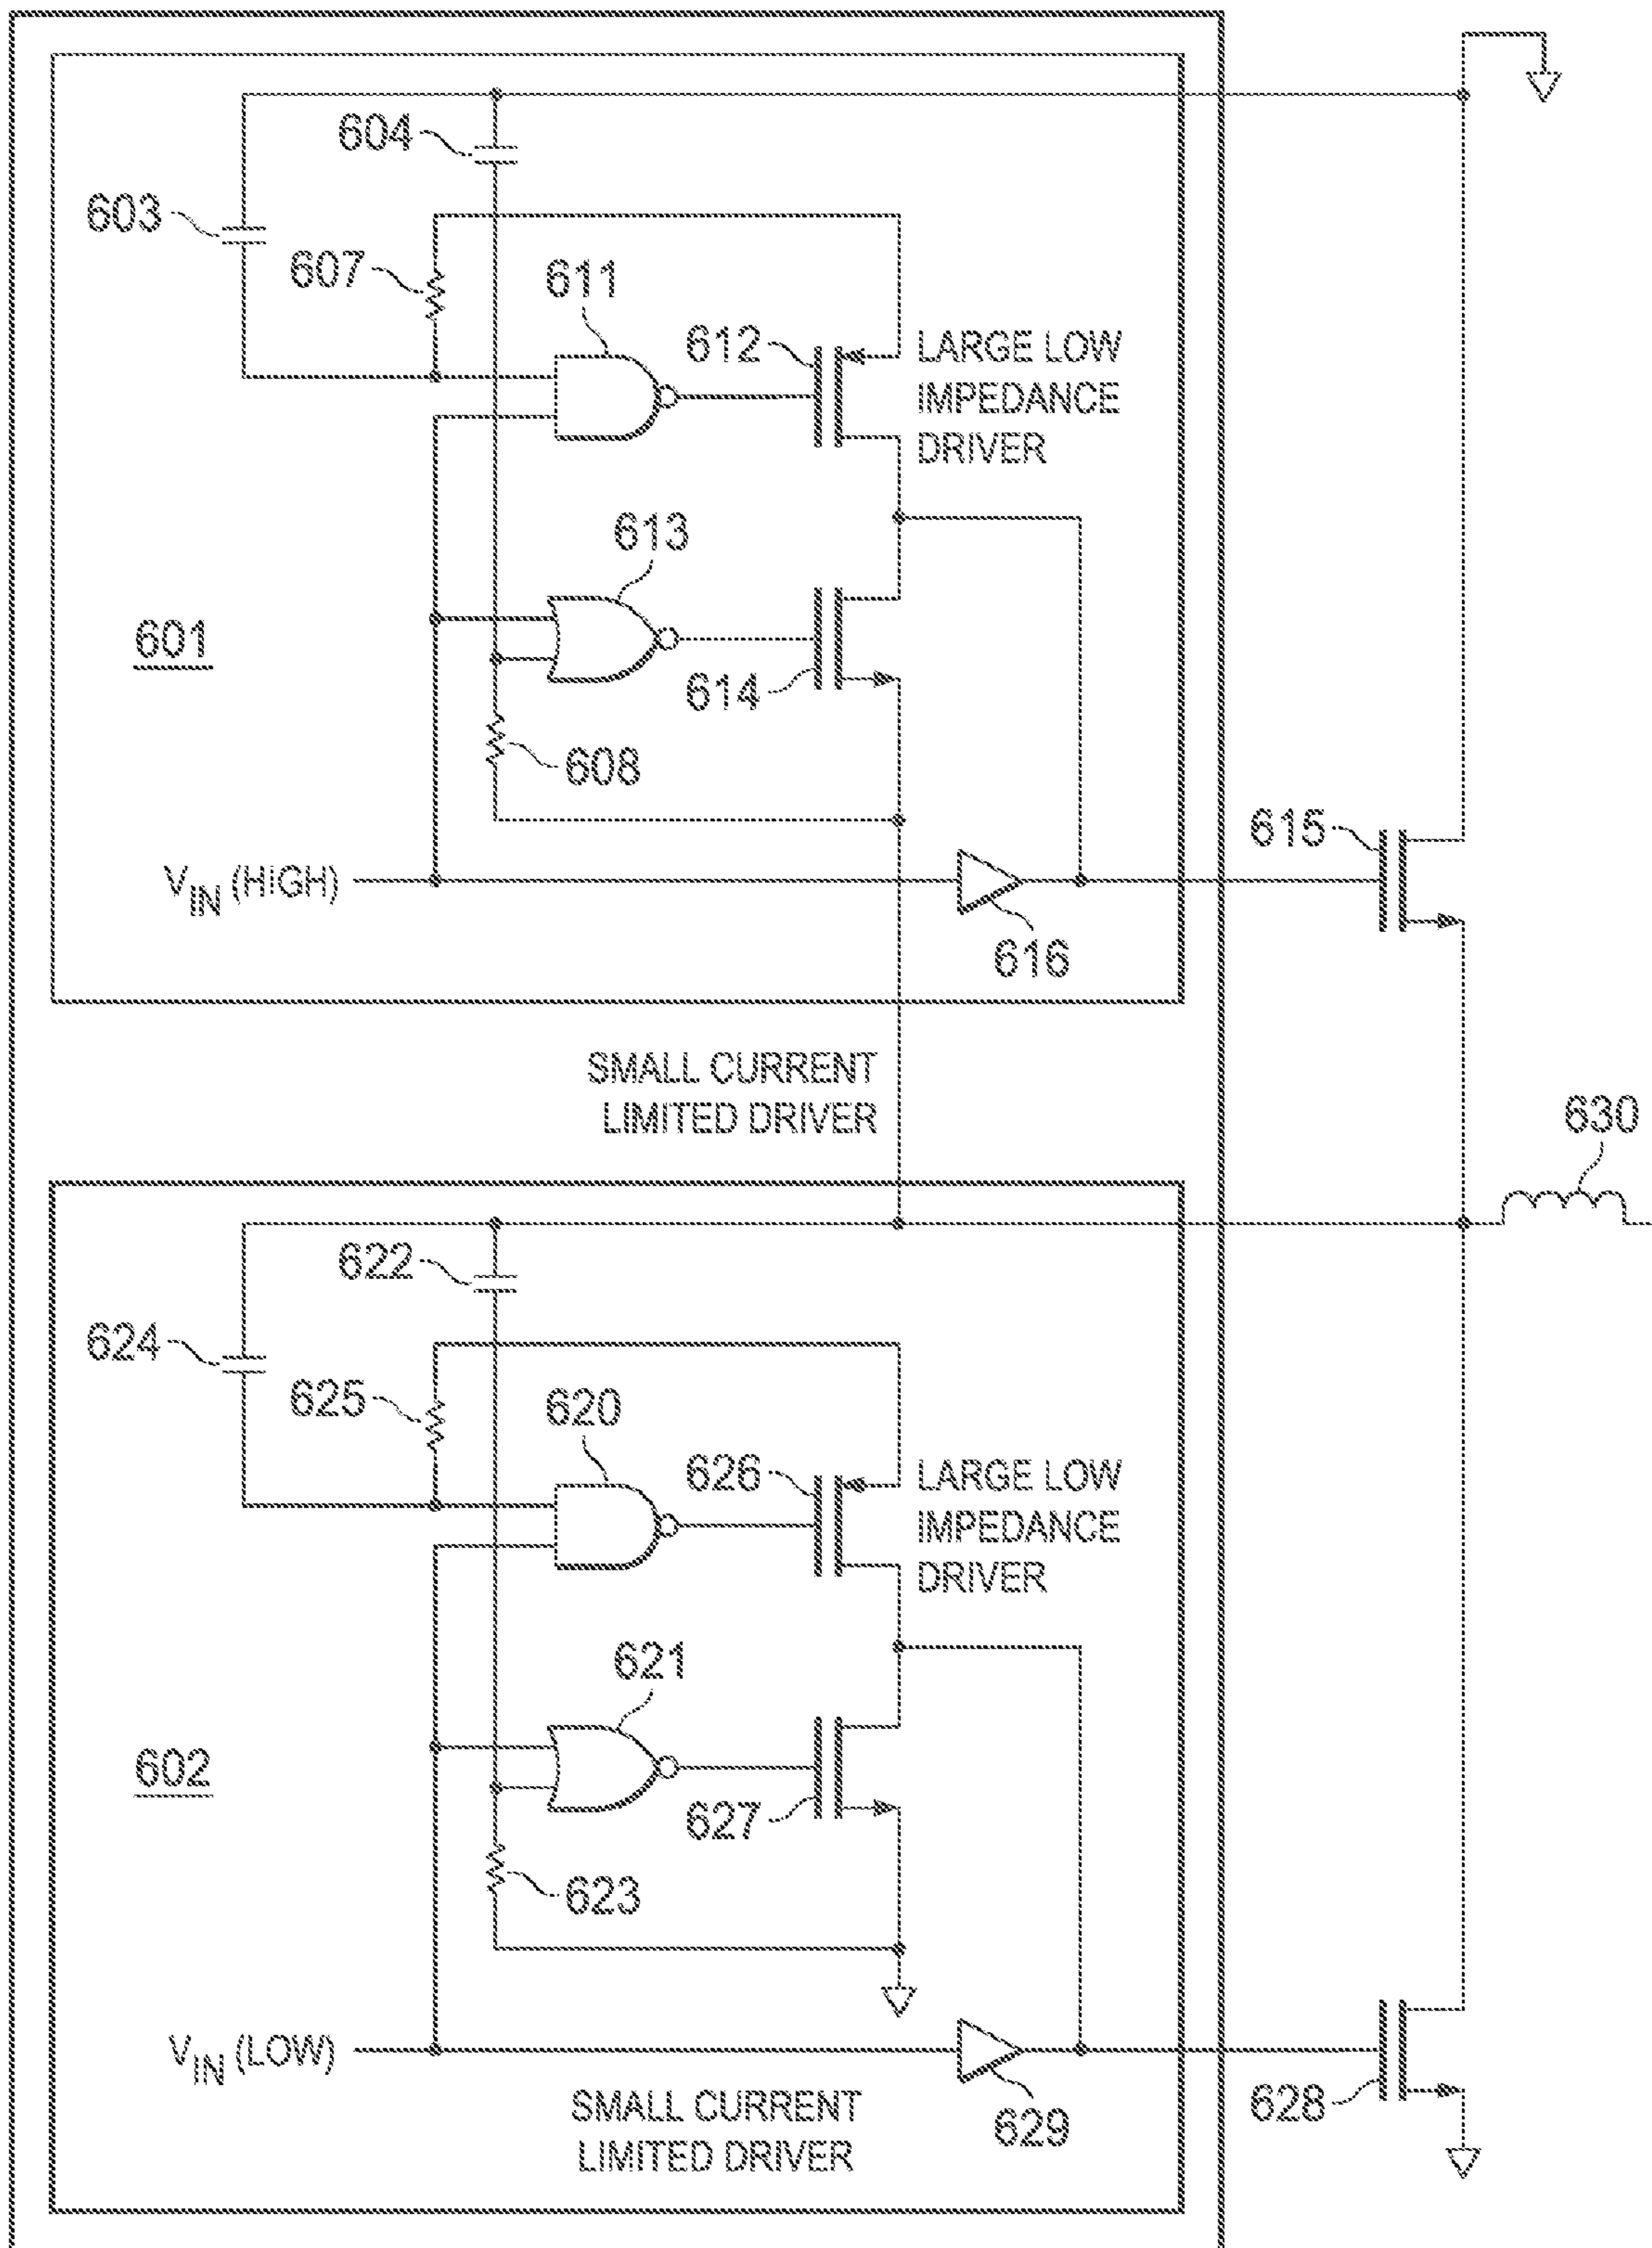 604
603
607
611
612
LARGE LOW
IMPEDANCE
DRIVER
613
601
614
608
615
V_IN (HIGH)
616
SMALL CURRENT
LIMITED DRIVER
630
622
624
625
620
626
LARGE LOW
IMPEDANCE
DRIVER
621
602
627
623
V_IN (LOW)
629
628
SMALL CURRENT
LIMITED DRIVER